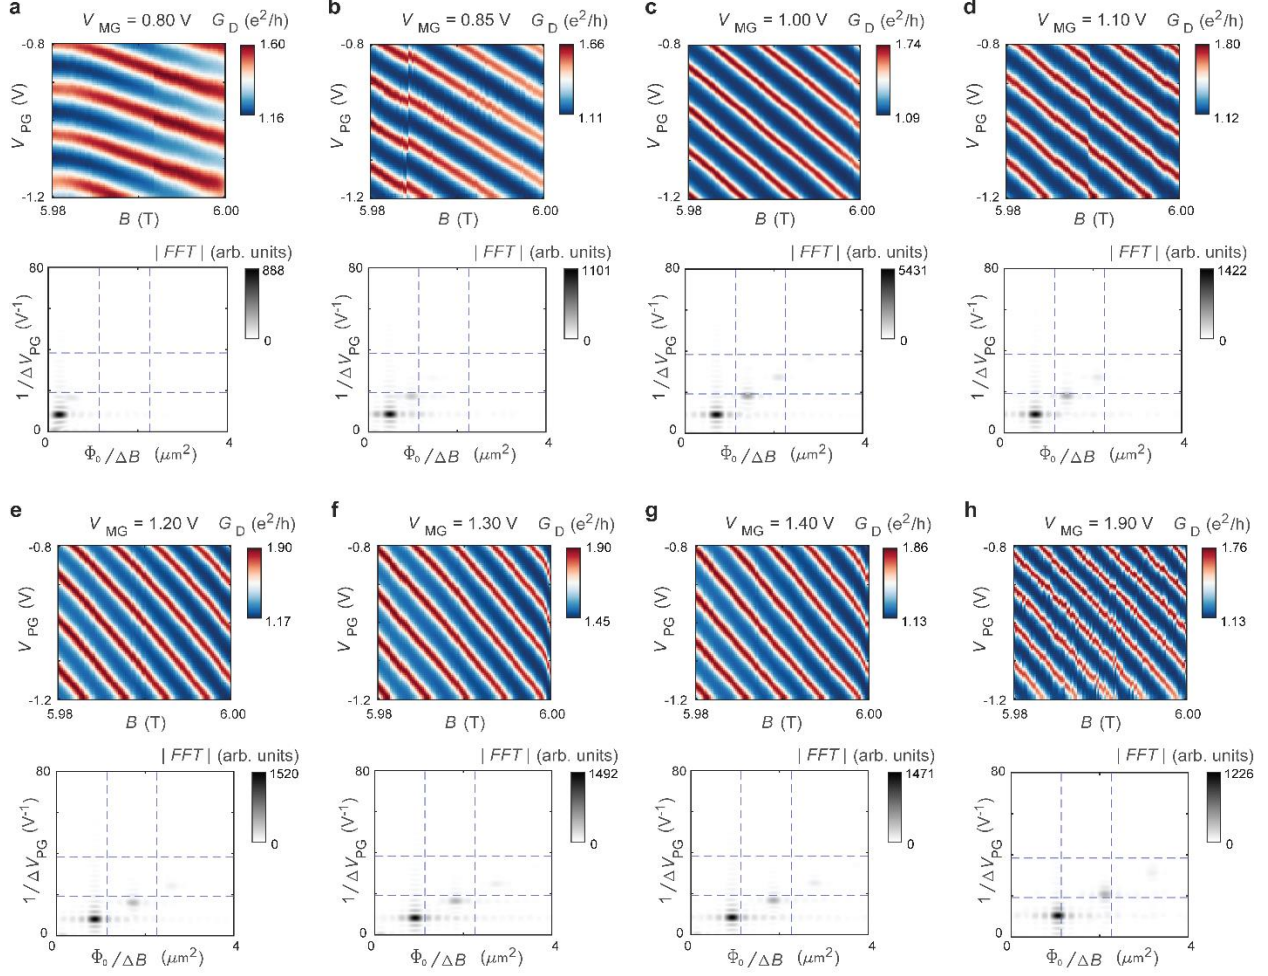 a
V MG = 0.80 V G D (e²/h)
-0.8
1.60
V PG (V)
1.16
-1.2
5.98
6.00
B (T)
| FFT | (arb. units)
80
868
1/ΔV PG (V⁻¹)
0
0
4
Φ₀/ΔB (μm²)
b
V MG = 0.85 V G D (e²/h)
-0.8
1.66
V PG (V)
1.11
-1.2
5.98
6.00
B (T)
| FFT | (arb. units)
80
1101
1/ΔV PG (V⁻¹)
0
0
4
Φ₀/ΔB (μm²)
c
V MG = 1.00 V G D (e²/h)
-0.8
1.74
V PG (V)
1.09
-1.2
5.98
6.00
B (T)
| FFT | (arb. units)
80
5431
1/ΔV PG (V⁻¹)
0
0
4
Φ₀/ΔB (μm²)
d
V MG = 1.10 V G D (e²/h)
-0.8
1.80
V PG (V)
1.12
-1.2
5.98
6.00
B (T)
| FFT | (arb. units)
80
1422
1/ΔV PG (V⁻¹)
0
0
4
Φ₀/ΔB (μm²)
e
V MG = 1.20 V G D (e²/h)
-0.8
1.90
V PG (V)
1.17
-1.2
5.98
6.00
B (T)
| FFT | (arb. units)
80
1520
1/ΔV PG (V⁻¹)
0
0
4
Φ₀/ΔB (μm²)
f
V MG = 1.30 V G D (e²/h)
-0.8
1.90
V PG (V)
1.45
-1.2
5.98
6.00
B (T)
| FFT | (arb. units)
80
1492
1/ΔV PG (V⁻¹)
0
0
4
Φ₀/ΔB (μm²)
g
V MG = 1.40 V G D (e²/h)
-0.8
1.86
V PG (V)
1.13
-1.2
5.98
6.00
B (T)
| FFT | (arb. units)
80
1471
1/ΔV PG (V⁻¹)
0
0
4
Φ₀/ΔB (μm²)
h
V MG = 1.90 V G D (e²/h)
-0.8
1.76
V PG (V)
1.13
-1.2
5.98
6.00
B (T)
| FFT | (arb. units)
80
1226
1/ΔV PG (V⁻¹)
0
0
4
Φ₀/ΔB (μm²)